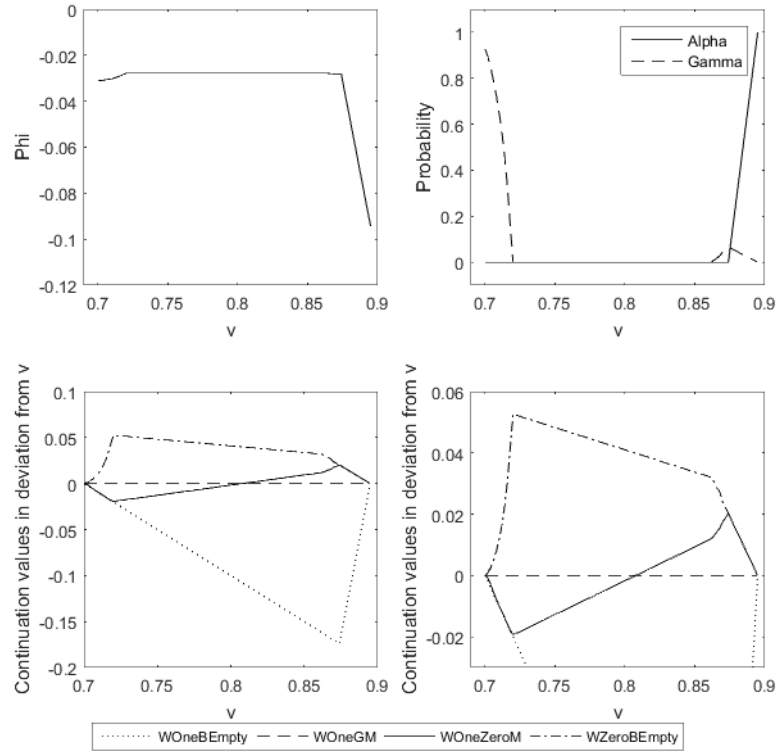 0
-0.02
-0.04
-0.06
-0.08
-0.1
-0.12
Phi
0.7 0.75 0.8 0.85 0.9
v
1
0.8
0.6
0.4
0.2
0
Probability
Alpha
Gamma
0.7 0.75 0.8 0.85 0.9
v
0.1
0.05
0
-0.05
-0.1
-0.15
-0.2
Continuation values in deviation from v
0.7 0.75 0.8 0.85 0.9
v
0.06
0.04
0.02
0
-0.02
Continuation values in deviation from v
0.7 0.75 0.8 0.85 0.9
v
WOneBEmpty WOneGM WOneZeroM WZeroBEmpty